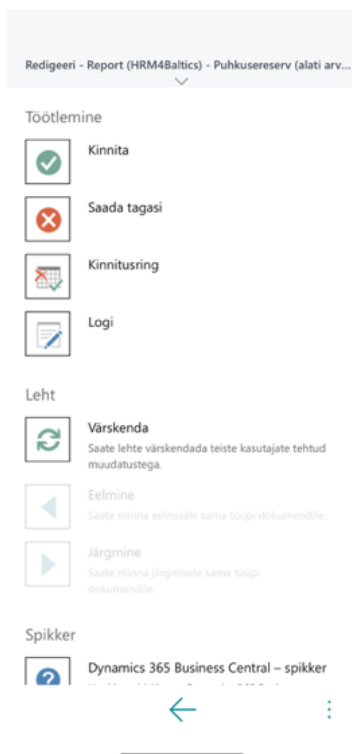 Redigeeri - Report (HRM4Baltics) - Puhkusereserv (alati arv...
Töötlemine
Kinnita
Saada tagasi
Kinnitusring
Logi
Leht
Värskenda
Saate lehte värskendada teiste kasutajate tehtud
muudatustega.
Eelmine
Saate minna eelmisele sama tüüpi dokumendile.
Järgmine
Saate minna järgmisele sama tüüpi
dokumendile.
Spikker
Dynamics 365 Business Central – spikker